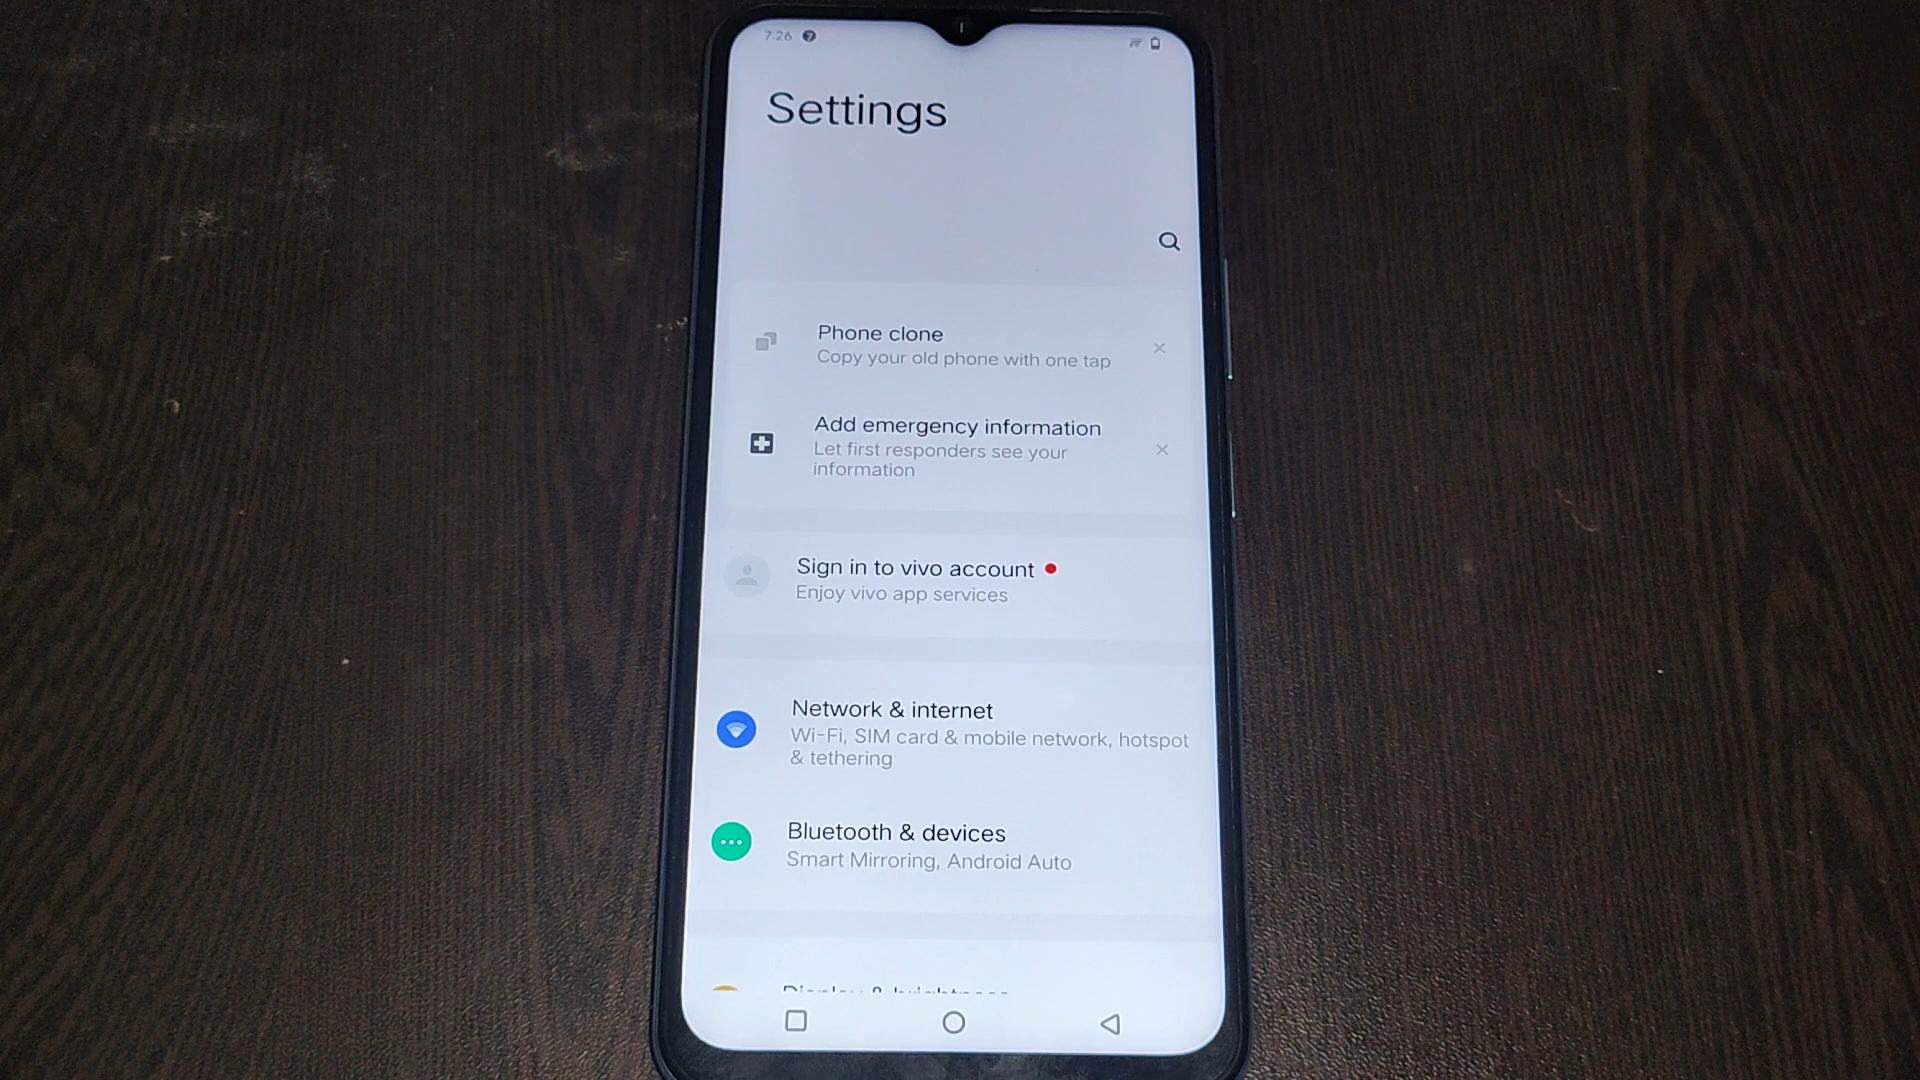 7:26
Settings
Phone clone
Copy your old phone with one tap
Add emergency information
Let first responders see your
information
Sign in to vivo account
Enjoy vivo app services
Network & internet
Wi-Fi, SIM card & mobile network, hotspot
& tethering
Bluetooth & devices
Smart Mirroring, Android Auto
Display & brightness